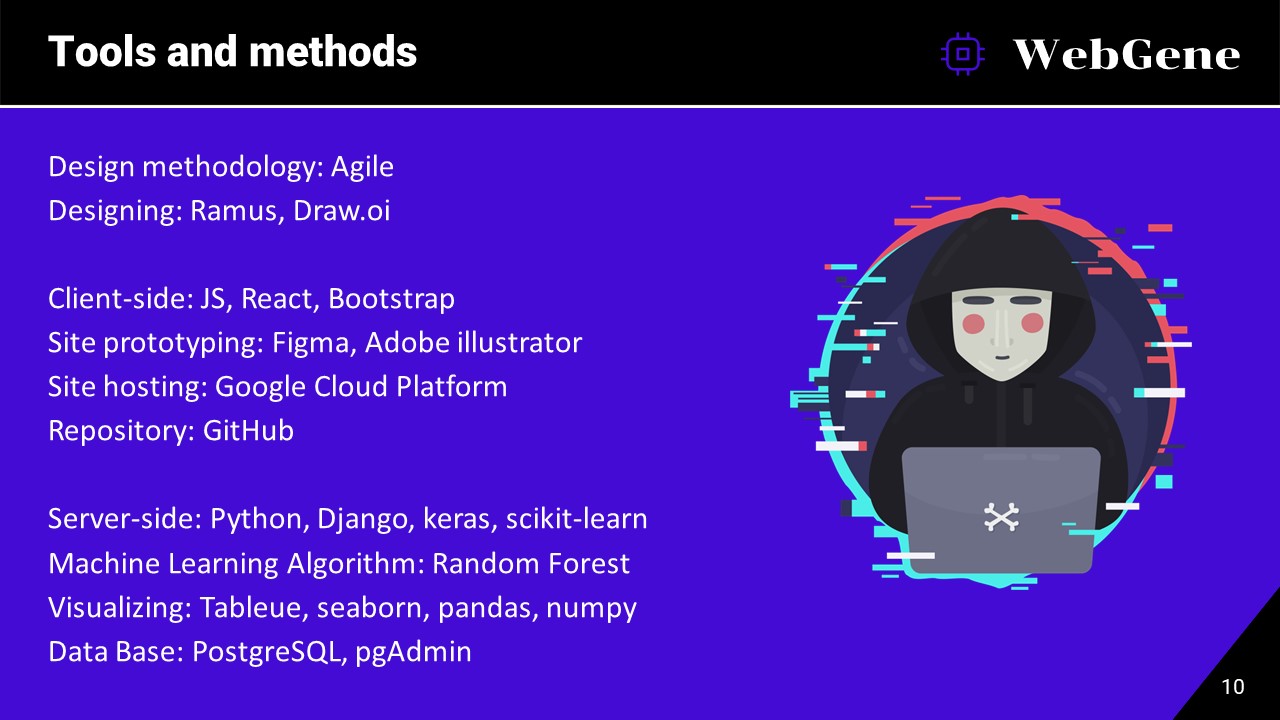 Tools and methods
WebGene
Design methodology: Agile
Designing: Ramus, Draw.oi
Client-side: JS, React, Bootstrap
Site prototyping: Figma, Adobe illustrator
Site hosting: Google Cloud Platform
Repository: GitHub
Server-side: Python, Django, keras, scikit-learn
Machine Learning Algorithm: Random Forest
Visualizing: Tableue, seaborn, pandas, numpy
Data Base: PostgreSQL, pgAdmin
10